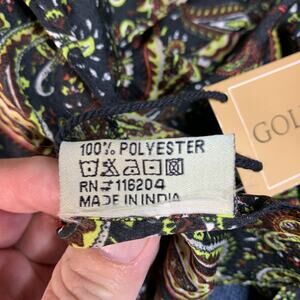 100% POLYESTER
RN# 116204
MADE IN INDIA
GOL